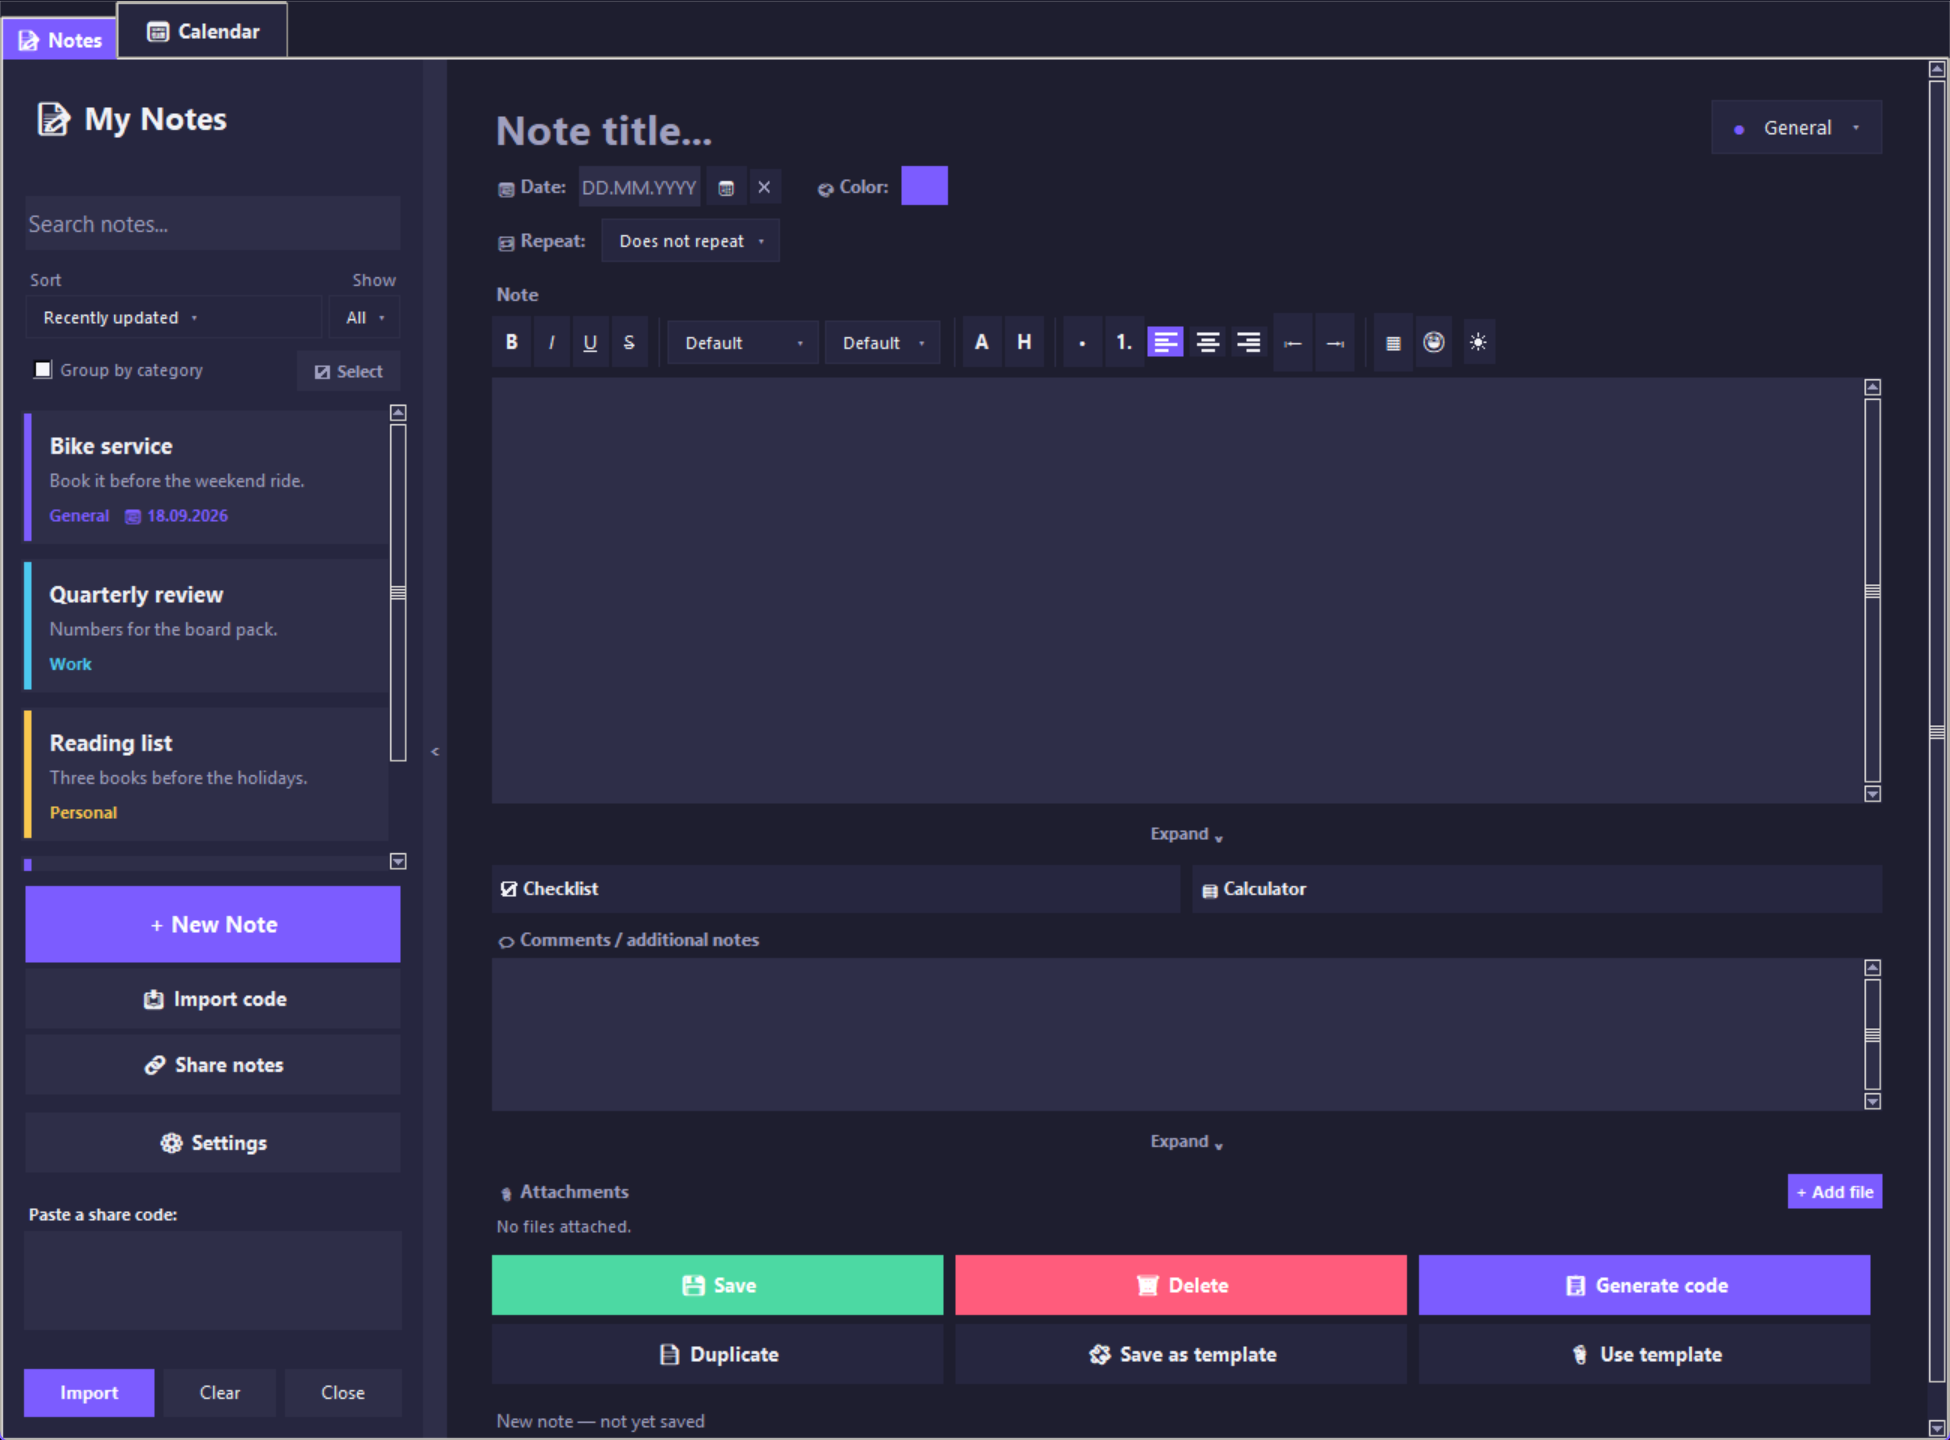 Notes
Calendar
My Notes
Search notes...
Sort
Show
Recently updated
All
Group by category
Select
Bike service
Book it before the weekend ride.
General 18.09.2026
Quarterly review
Numbers for the board pack.
Work
Reading list
Three books before the holidays.
Personal
+ New Note
Import code
Share notes
Settings
Paste a share code:
Import
Clear
Close
<
Note title...
General
Date: DD.MM.YYYY ×
Color:
Repeat: Does not repeat
Note
B I U S Default Default A H • 1.
Expand
Checklist
Calculator
Comments / additional notes
Expand
Attachments
+ Add file
No files attached.
Save
Delete
Generate code
Duplicate
Save as template
Use template
New note — not yet saved